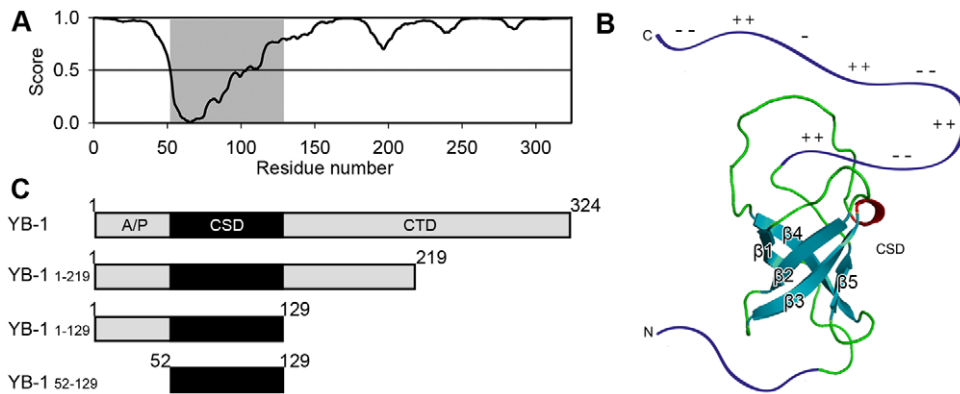 A
Score
1.0
0.5
0.0
0 50 100 150 200 250 300
Residue number
B
C
- -
+ +
-
+ +
- -
+ +
- -
+ +
β4
β1
β2
β3
β5
CSD
N
C
1 324
YB-1 A/P CSD CTD
1 219
YB-1 1-219
1 129
YB-1 1-129
52 129
YB-1 52-129